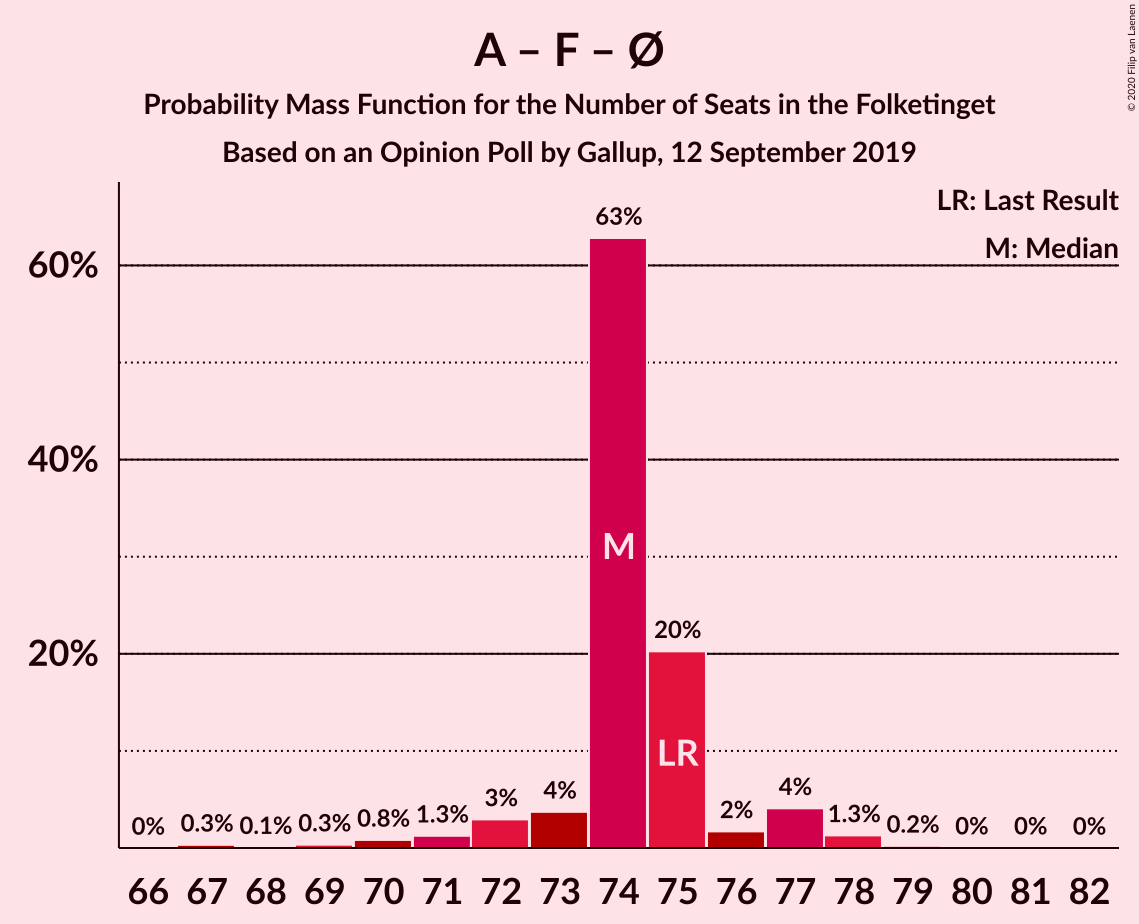 A – F – Ø
Probability Mass Function for the Number of Seats in the Folketinget
Based on an Opinion Poll by Gallup, 12 September 2019
© 2020 Filip van Laenen
LR: Last Result
M: Median
60%
40%
20%
0% 0.3% 0.1% 0.3% 0.8% 1.3% 3% 4% 63% 20% 2% 4% 1.3% 0.2% 0% 0% 0%
M
LR
66 67 68 69 70 71 72 73 74 75 76 77 78 79 80 81 82